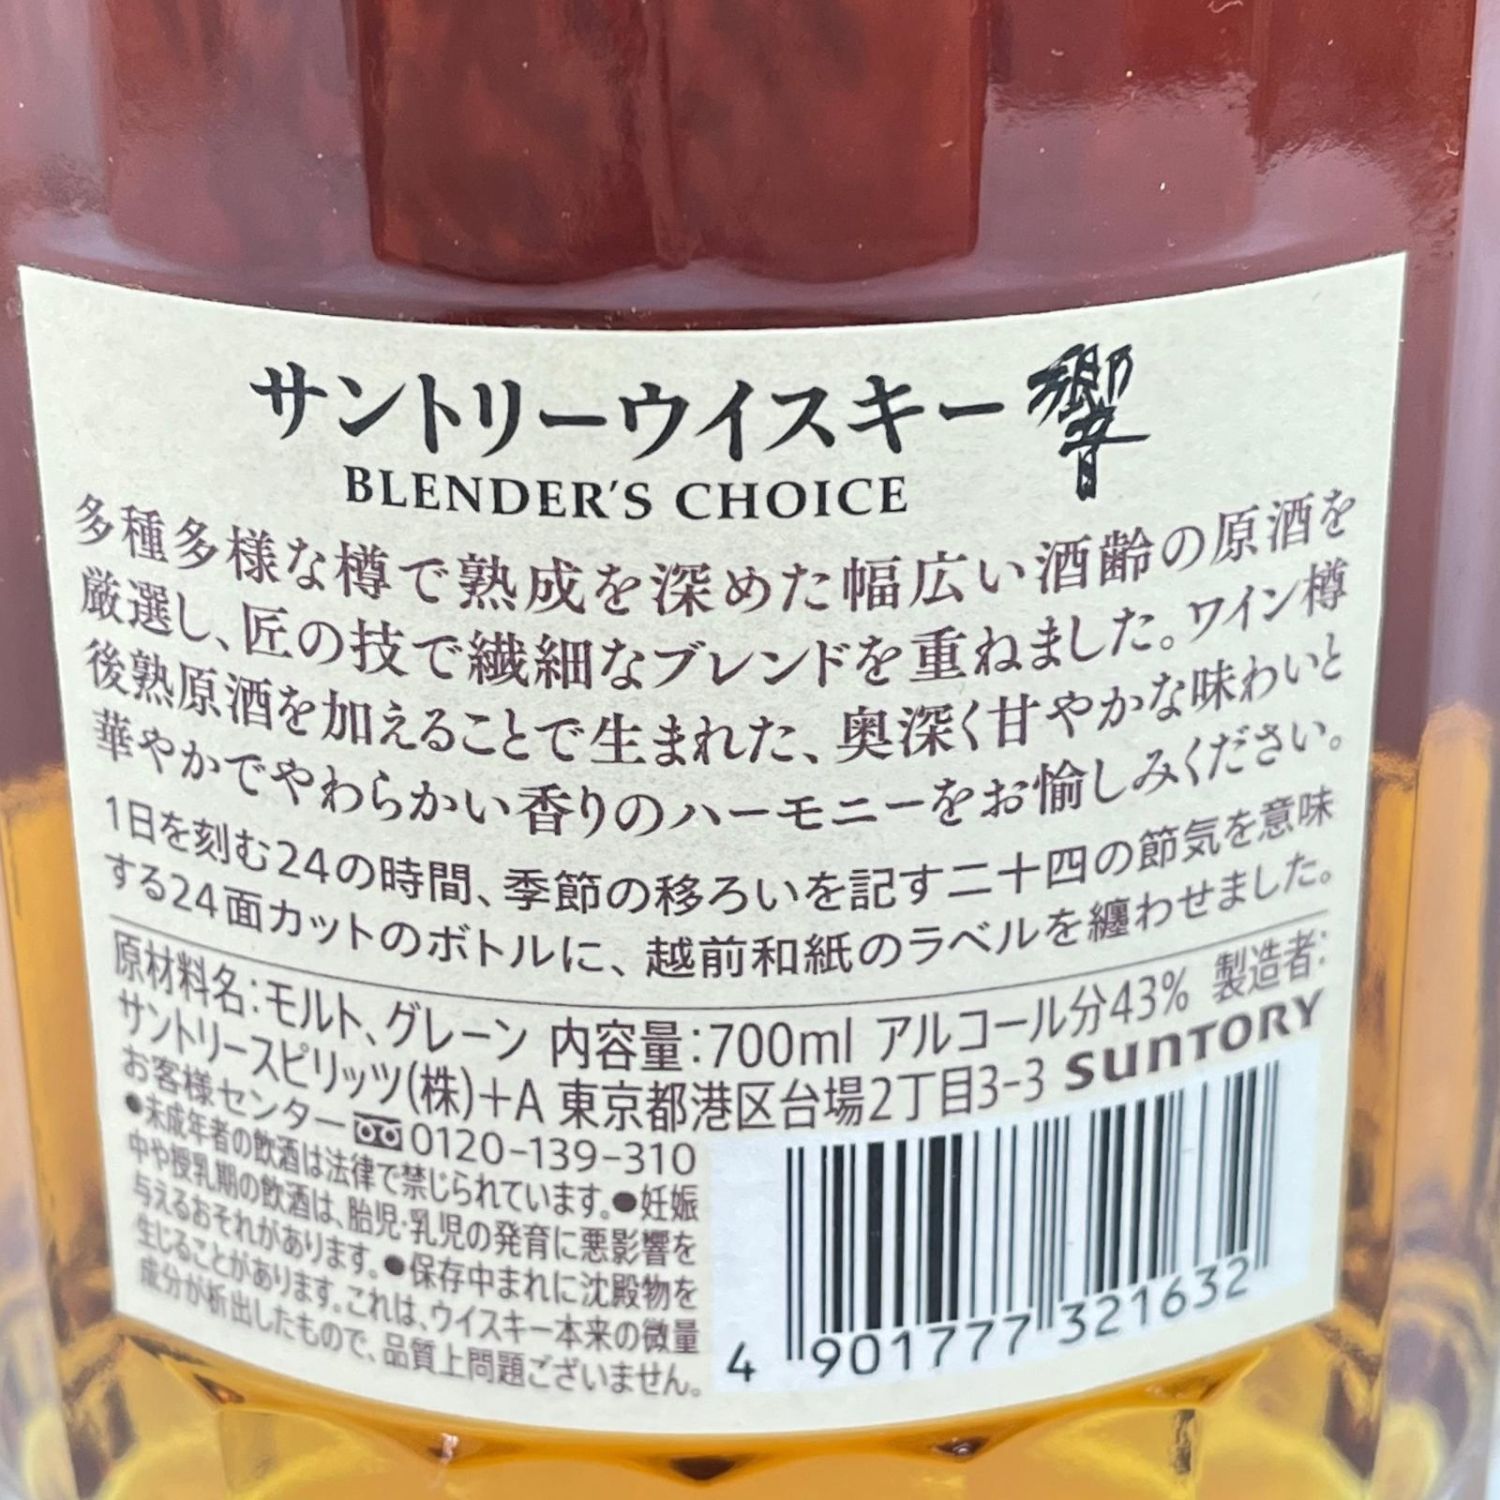 サントリーウイスキー 響
BLENDER'S CHOICE
多種多様な樽で熟成を深めた幅広い酒齢の原酒を
厳選し、匠の技で繊細なブレンドを重ねました。ワイン樽
後熟原酒を加えることで生まれた、奥深く甘やかな味わいと
華やかでやわらかい香りのハーモニーをお愉しみください。
1日を刻む24の時間、季節の移ろいを記す二十四の節気を意味
する24面カットのボトルに、越前和紙のラベルを纏わせました。
原材料名:モルト、グレーン 内容量:700ml アルコール分43% 製造者:
サントリースピリッツ(株)+A 東京都港区台場2丁目3-3 SUNTORY
お客様センター 0120-139-310
●未成年者の飲酒は法律で禁じられています。●妊娠
中や授乳期の飲酒は、胎児・乳児の発育に悪影響を
与えるおそれがあります。●保存中まれに沈殿物を
生じることがあります。これは、ウイスキー本来の微量
成分が析出したもので、品質上問題ございません。
4 901777 321632